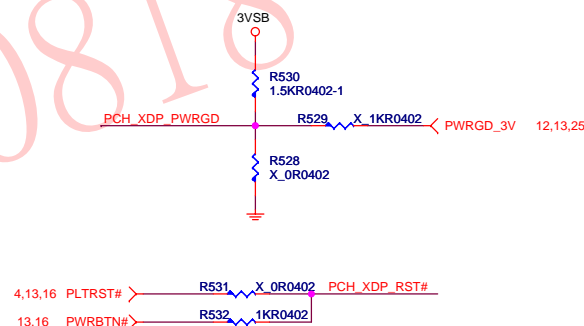 3VSB
R530
1.5KR0402-1
PCH_XDP_PWRGD
R529 X_1KR0402
PWRGD_3V 12,13,25
R528
X_0R0402
R531 X_0R0402 PCH_XDP_RST#
4,13,16 PLTRST#
R532 1KR0402
13,16 PWRBTN#